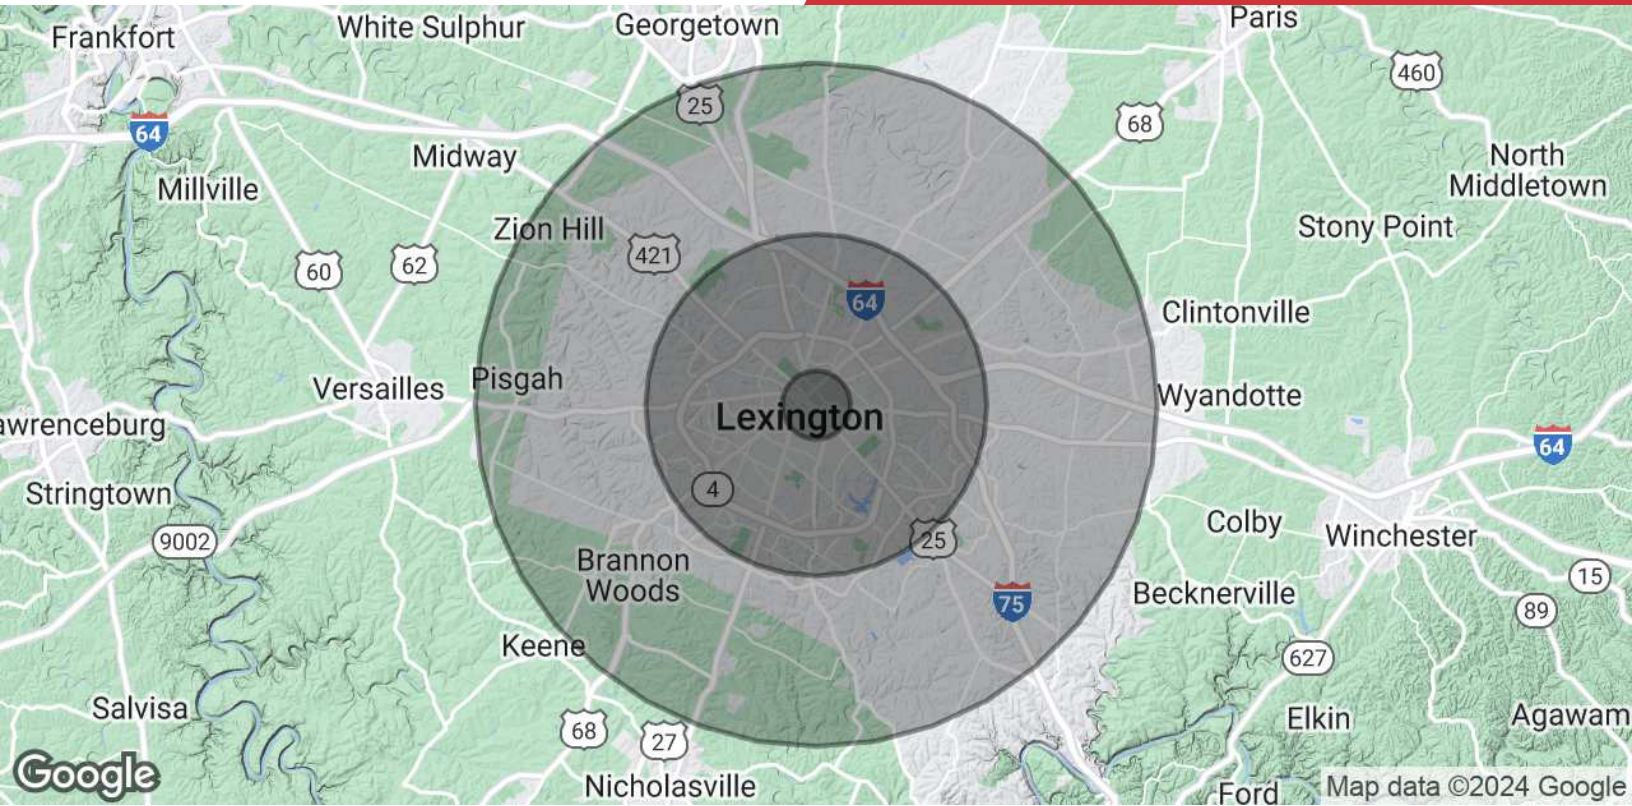 Paris
Georgetown
White Sulphur
Frankfort
460
25
68
64
Midway
North
Middletown
Millville
Zion Hill
Stony Point
421
62
60
64
Clintonville
Pisgah
Versailles
Wyandotte
Lexington
awrenceburg
64
4
Stringtown
Colby
Winchester
9002
25
Brannon
Woods
15
Becknerville
75
89
Keene
627
Salvisa
Elkin
Agawam
68
27
Google
Nicholasville
Ford
Map data ©2024 Google